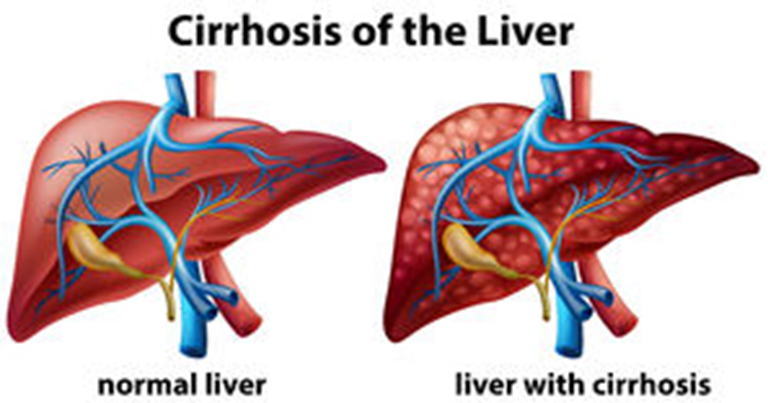 Cirrhosis of the Liver
normal liver
liver with cirrhosis